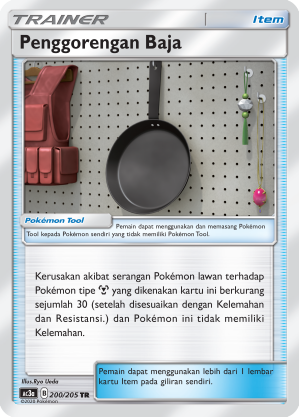 TRAINER
Item
Penggorengan Baja
Pokémon Tool
Pemain dapat menggunakan dan memasang Pokémon
Tool kepada Pokémon sendiri yang tidak memiliki Pokémon Tool.
Kerusakan akibat serangan Pokémon lawan terhadap
Pokémon tipe yang dikenakan kartu ini berkurang
sejumlah 30 (setelah disesuaikan dengan Kelemahan
dan Resistansi.) dan Pokémon ini tidak memiliki
Kelemahan.
Pemain dapat menggunakan lebih dari 1 lembar
kartu Item pada giliran sendiri.
Illus.Ryo Ueda
AC3a D 200/205 TR
©2020 Pokémon